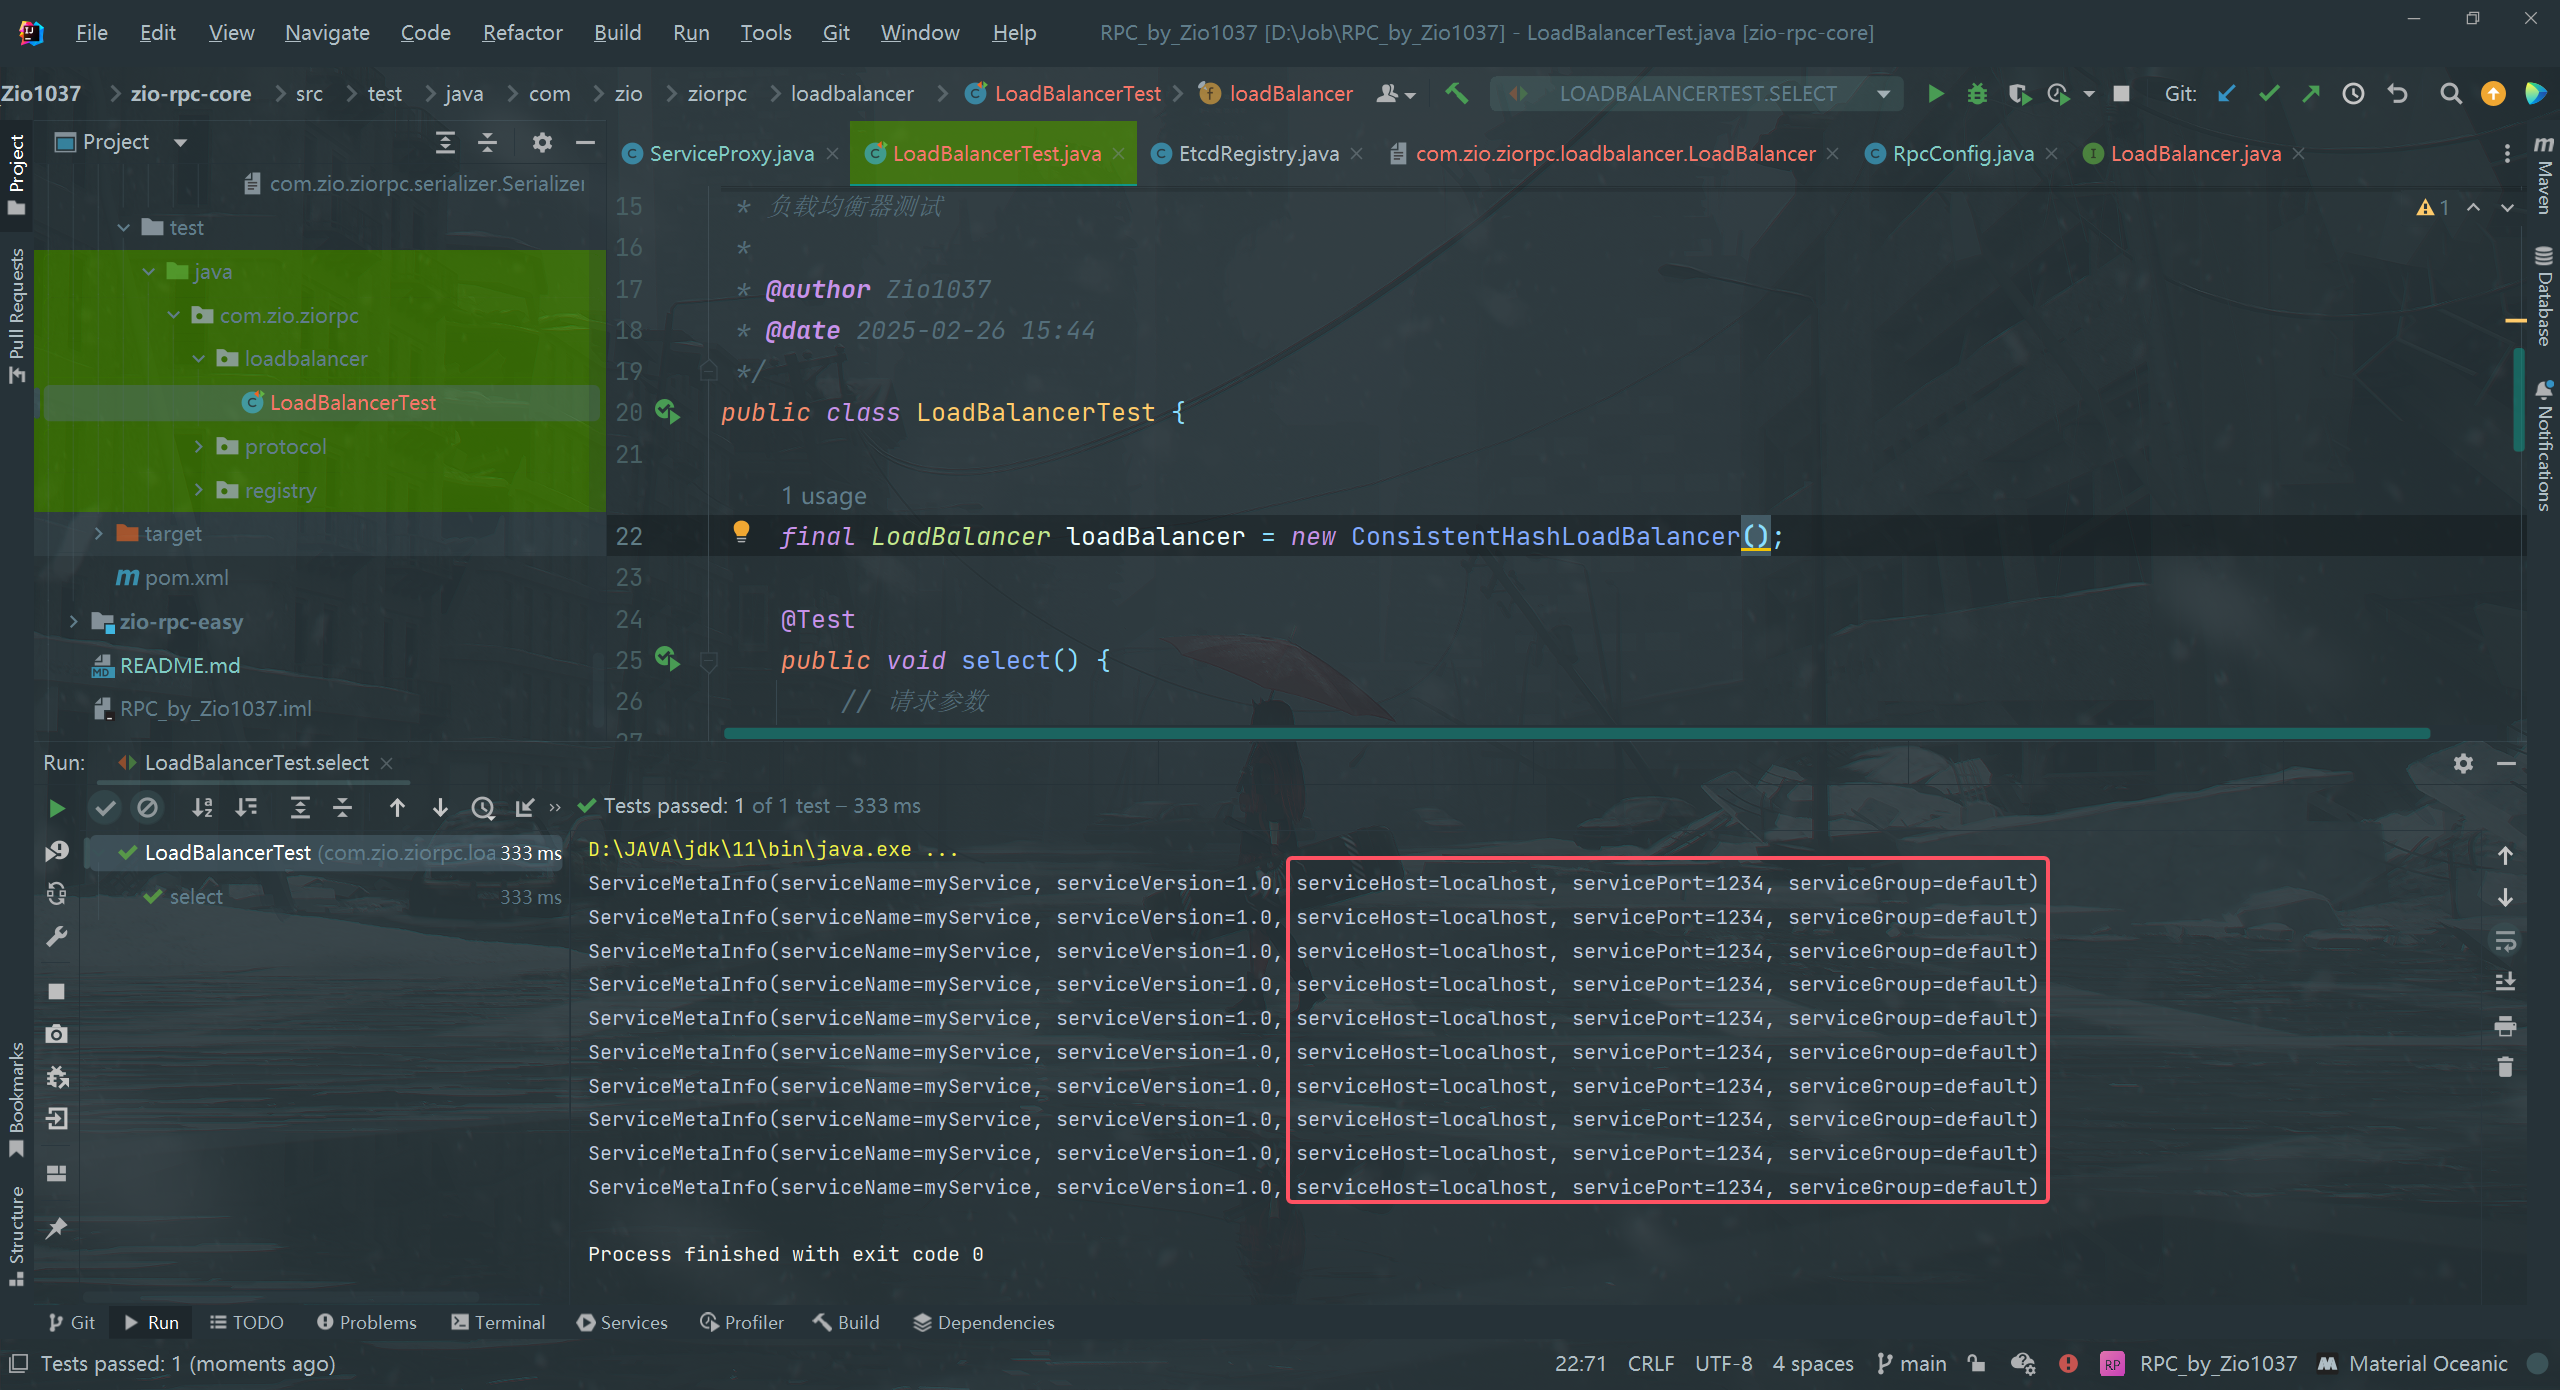 File Edit View Navigate Code Refactor Build Run Tools Git Window Help RPC_by_Zio1037 [D:\Job\RPC_by_Zio1037] - LoadBalancerTest.java [zio-rpc-core]
Zio1037 zio-rpc-core src test java com zio ziorpc loadbalancer LoadBalancerTest loadBalancer LOADBALANCERTEST.SELECT Git:
Project
ServiceProxy.java LoadBalancerTest.java EtcdRegistry.java com.zio.ziorpc.loadbalancer.LoadBalancer RpcConfig.java LoadBalancer.java
Project
Pull Requests
Bookmarks
Structure
com.zio.ziorpc.serializer.Serializer
test
java
com.zio.ziorpc
loadbalancer
LoadBalancerTest
protocol
registry
target
pom.xml
zio-rpc-easy
README.md
RPC_by_Zio1037.iml
15 * 负载均衡器测试
16 *
17 * @author Zio1037
18 * @date 2025-02-26 15:44
19 */
20 public class LoadBalancerTest {
21
1 usage
22 final LoadBalancer loadBalancer = new ConsistentHashLoadBalancer();
23
24 @Test
25 public void select() {
26 // 请求参数
27
1
Maven
Database
Notifications
Run: LoadBalancerTest.select
Tests passed: 1 of 1 test – 333 ms
LoadBalancerTest (com.zio.ziorpc.loa 333 ms
select 333 ms
D:\JAVA\jdk\11\bin\java.exe ...
ServiceMetaInfo(serviceName=myService, serviceVersion=1.0, serviceHost=localhost, servicePort=1234, serviceGroup=default)
ServiceMetaInfo(serviceName=myService, serviceVersion=1.0, serviceHost=localhost, servicePort=1234, serviceGroup=default)
ServiceMetaInfo(serviceName=myService, serviceVersion=1.0, serviceHost=localhost, servicePort=1234, serviceGroup=default)
ServiceMetaInfo(serviceName=myService, serviceVersion=1.0, serviceHost=localhost, servicePort=1234, serviceGroup=default)
ServiceMetaInfo(serviceName=myService, serviceVersion=1.0, serviceHost=localhost, servicePort=1234, serviceGroup=default)
ServiceMetaInfo(serviceName=myService, serviceVersion=1.0, serviceHost=localhost, servicePort=1234, serviceGroup=default)
ServiceMetaInfo(serviceName=myService, serviceVersion=1.0, serviceHost=localhost, servicePort=1234, serviceGroup=default)
ServiceMetaInfo(serviceName=myService, serviceVersion=1.0, serviceHost=localhost, servicePort=1234, serviceGroup=default)
ServiceMetaInfo(serviceName=myService, serviceVersion=1.0, serviceHost=localhost, servicePort=1234, serviceGroup=default)
ServiceMetaInfo(serviceName=myService, serviceVersion=1.0, serviceHost=localhost, servicePort=1234, serviceGroup=default)
Process finished with exit code 0
Git Run TODO Problems Terminal Services Profiler Build Dependencies
Tests passed: 1 (moments ago) 22:71 CRLF UTF-8 4 spaces main RP RPC_by_Zio1037 Material Oceanic